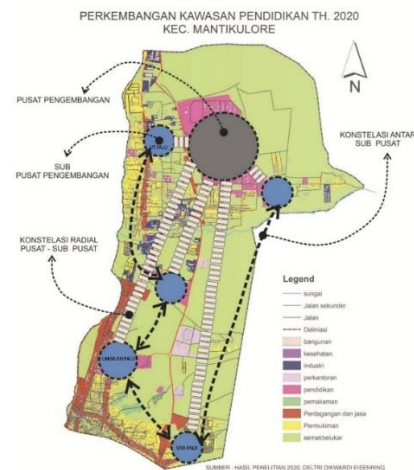 PERKEMBANGAN KAWASAN PENDIDIKAN TH. 2020
KEC. MANTIKULORE
N
PUSAT PENGEMBANGAN
KONSTELASI ANTAR
SUB PUSAT
SUB
PUSAT PENGEMBANGAN
KONSTELASI RADIAL
PUSAT - SUB PUSAT
Legend
sungai
Jalan sekunder
Jalan
Deliniasi
bangunan
kesehatan
industri
perkantoran
pendidikan
pemakaman
Perdagangan dan jasa
Permukiman
semakbelukar
SUMBER : HASIL PENELITIAN 2020, DELTRI DIKWARDI EISENRING